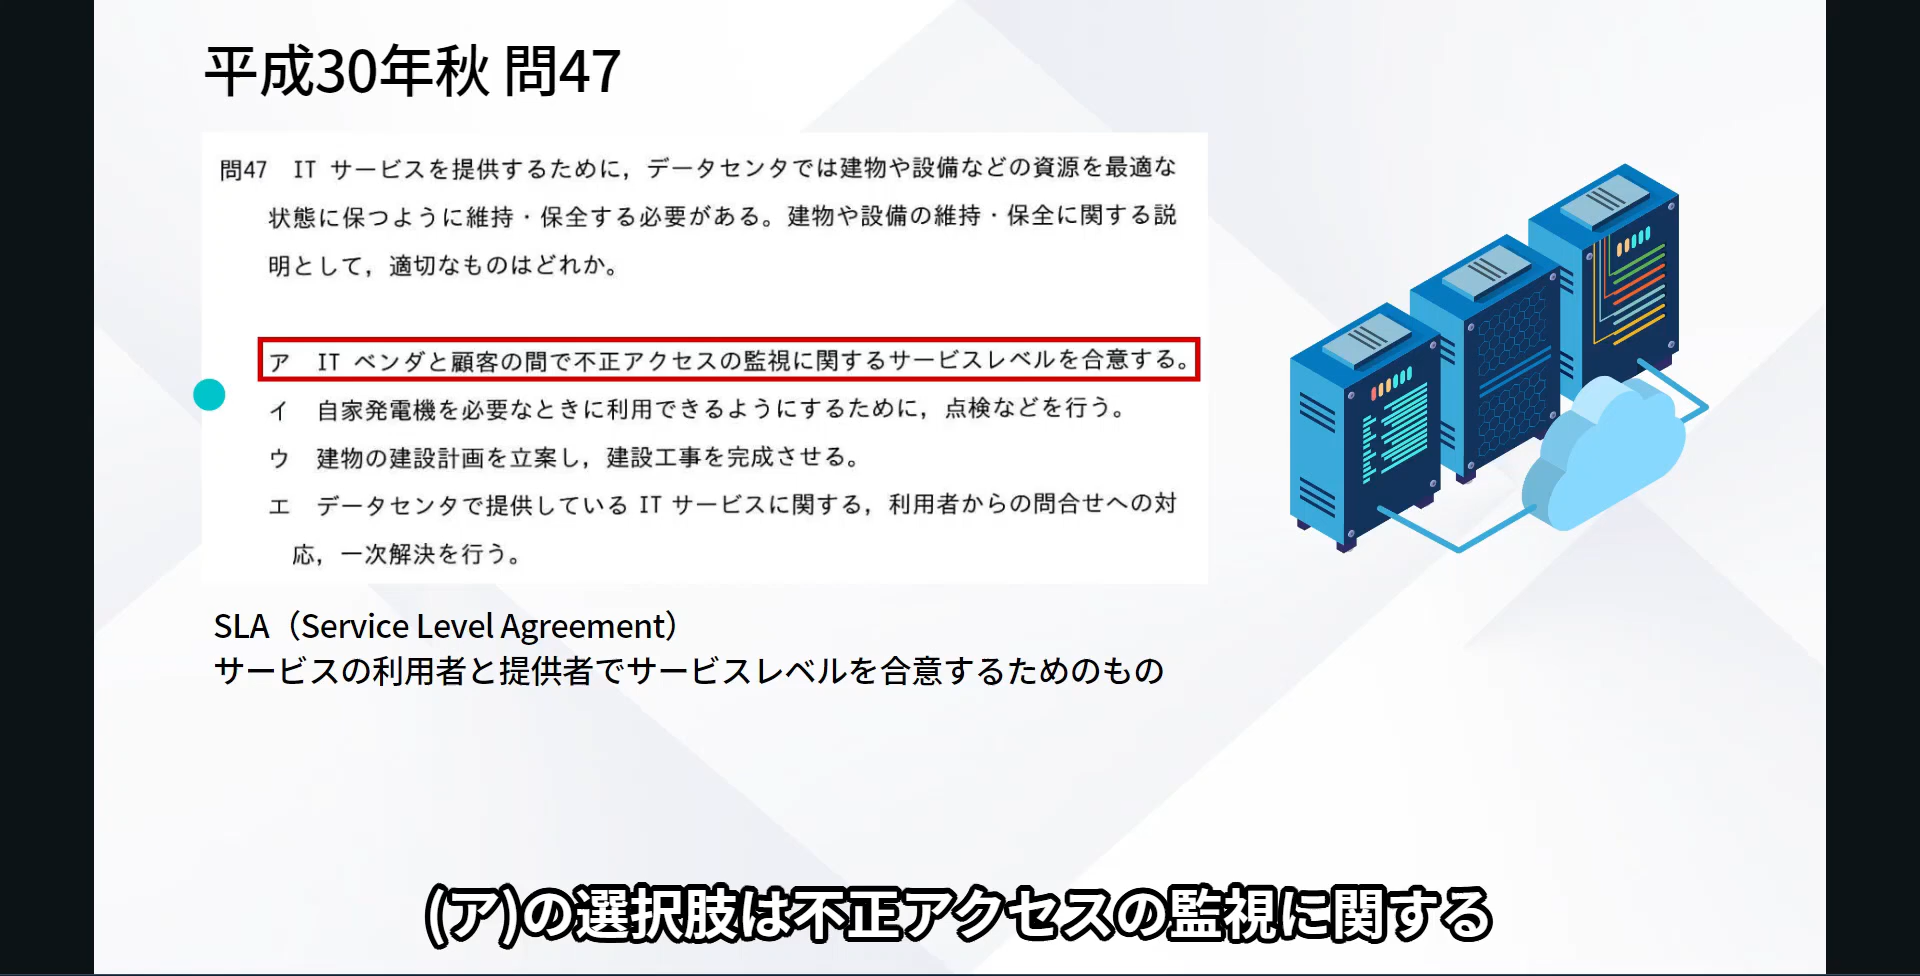 平成30年秋 問47
問47 IT サービスを提供するために，データセンタでは建物や設備などの資源を最適な
状態に保つように維持・保全する必要がある。建物や設備の維持・保全に関する説
明として，適切なものはどれか。
ア IT ベンダと顧客の間で不正アクセスの監視に関するサービスレベルを合意する。
イ 自家発電機を必要なときに利用できるようにするために，点検などを行う。
ウ 建物の建設計画を立案し，建設工事を完成させる。
エ データセンタで提供している IT サービスに関する，利用者からの問合せへの対
応，一次解決を行う。
SLA（Service Level Agreement）
サービスの利用者と提供者でサービスレベルを合意するためのもの
(ア)の選択肢は不正アクセスの監視に関する